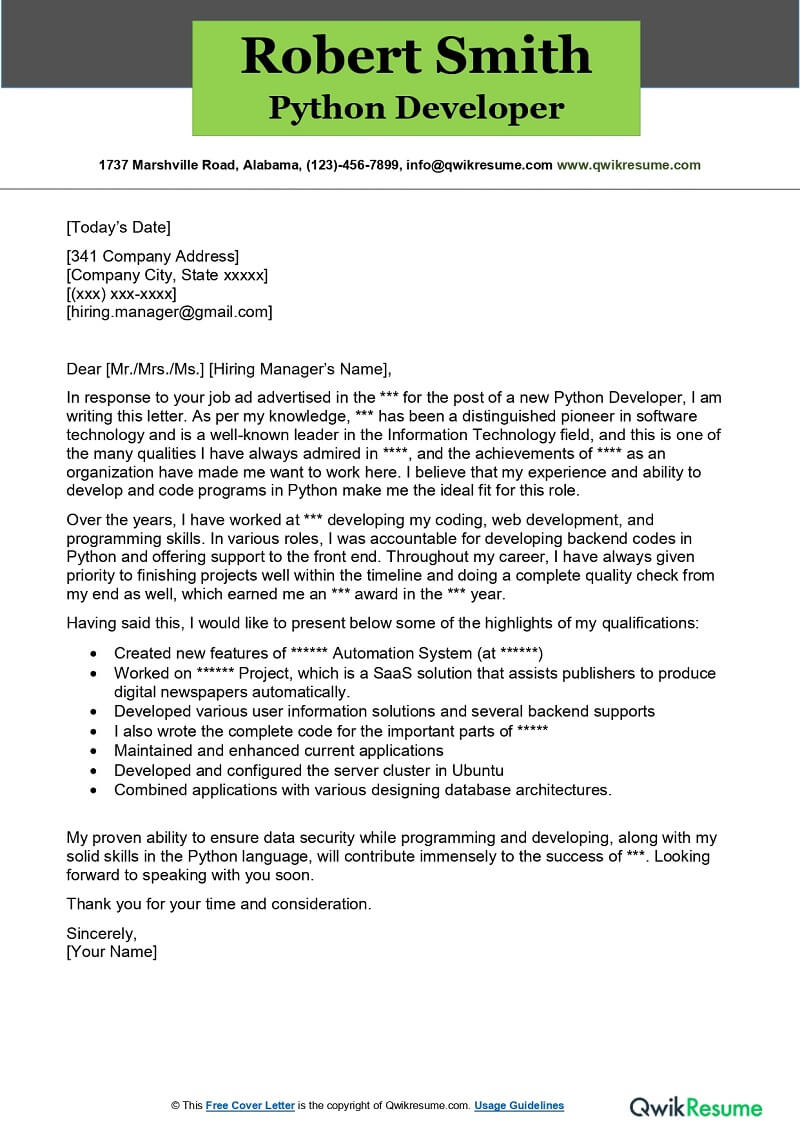 Robert Smith
Python Developer
1737 Marshville Road, Alabama, (123)-456-7899, info@qwikresume.com www.qwikresume.com
[Today’s Date]
[341 Company Address]
[Company City, State xxxxx]
[(xxx) xxx-xxxx]
[hiring.manager@gmail.com]
Dear [Mr./Mrs./Ms.] [Hiring Manager’s Name],
In response to your job ad advertised in the *** for the post of a new Python Developer, I am
writing this letter. As per my knowledge, *** has been a distinguished pioneer in software
technology and is a well-known leader in the Information Technology field, and this is one of
the many qualities I have always admired in ****, and the achievements of **** as an
organization have made me want to work here. I believe that my experience and ability to
develop and code programs in Python make me the ideal fit for this role.
Over the years, I have worked at *** developing my coding, web development, and
programming skills. In various roles, I was accountable for developing backend codes in
Python and offering support to the front end. Throughout my career, I have always given
priority to finishing projects well within the timeline and doing a complete quality check from
my end as well, which earned me an *** award in the *** year.
Having said this, I would like to present below some of the highlights of my qualifications:
• Created new features of ****** Automation System (at ******)
• Worked on ****** Project, which is a SaaS solution that assists publishers to produce
digital newspapers automatically.
• Developed various user information solutions and several backend supports
• I also wrote the complete code for the important parts of *****
• Maintained and enhanced current applications
• Developed and configured the server cluster in Ubuntu
• Combined applications with various designing database architectures.
My proven ability to ensure data security while programming and developing, along with my
solid skills in the Python language, will contribute immensely to the success of ***. Looking
forward to speaking with you soon.
Thank you for your time and consideration.
Sincerely,
[Your Name]
© This Free Cover Letter is the copyright of Qwikresume.com. Usage Guidelines
QwikResume